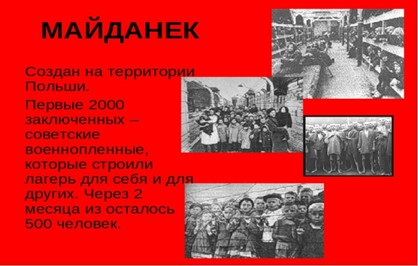 МАЙДАНЕК
Создан на территории
Польши.
Первые 2000
заключенных –
советские
военнопленные,
которые строили
лагерь для себя и для
других. Через 2
месяца из осталось
500 человек.